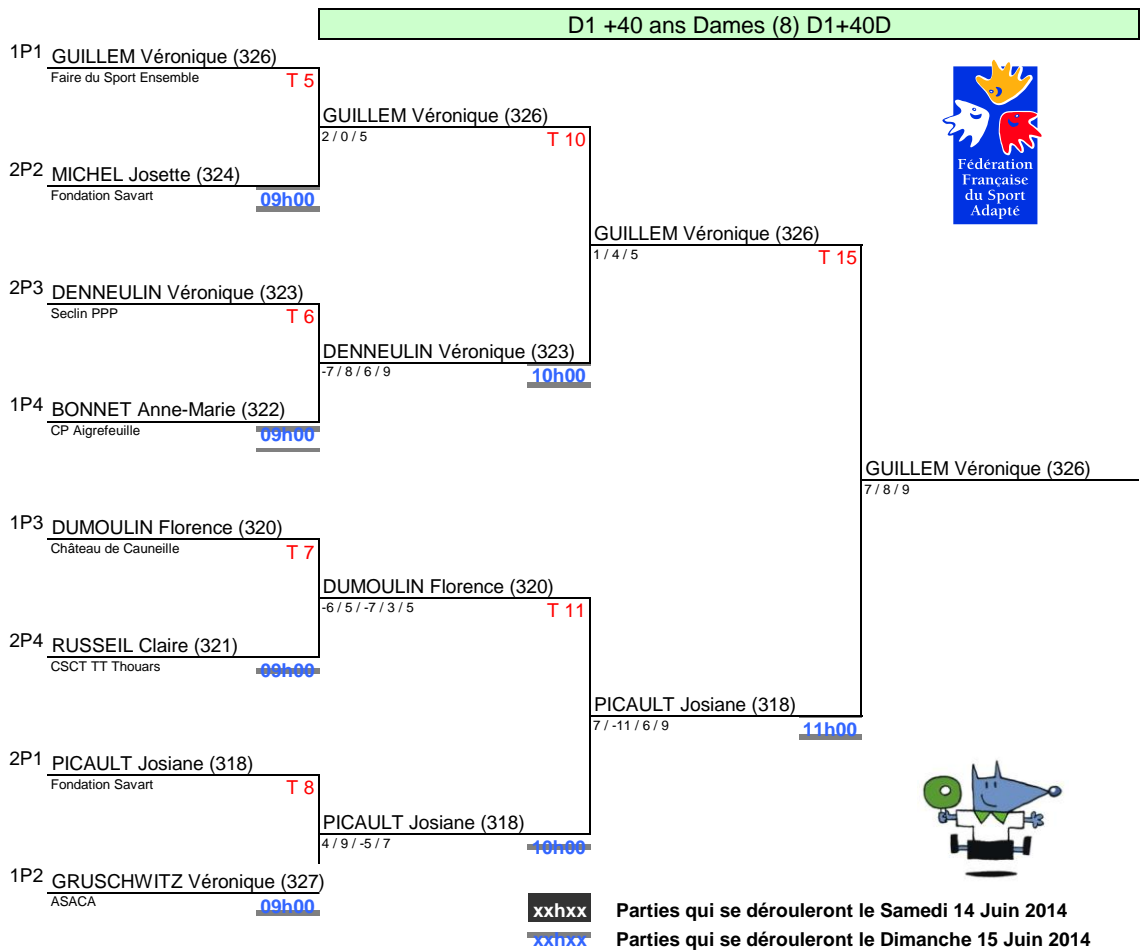 D1 +40 ans Dames (8) D1+40D
1P1 GUILLEM Véronique (326)
Faire du Sport Ensemble
T 5
GUILLEM Véronique (326)
2 / 0 / 5
T 10
Fédération
Française
du Sport
Adapté
2P2 MICHEL Josette (324)
Fondation Savart
09h00
GUILLEM Véronique (326)
1 / 4 / 5
T 15
2P3 DENNEULIN Véronique (323)
Seclin PPP
T 6
DENNEULIN Véronique (323)
-7 / 8 / 6 / 9
10h00
1P4 BONNET Anne-Marie (322)
CP Aigrefeuille
09h00
GUILLEM Véronique (326)
7 / 8 / 9
1P3 DUMOULIN Florence (320)
Château de Cauneille
T 7
DUMOULIN Florence (320)
-6 / 5 / -7 / 3 / 5
T 11
2P4 RUSSEIL Claire (321)
CSCT TT Thouars
09h00
PICAULT Josiane (318)
7 / -11 / 6 / 9
11h00
2P1 PICAULT Josiane (318)
Fondation Savart
T 8
PICAULT Josiane (318)
4 / 9 / -5 / 7
10h00
1P2 GRUSCHWITZ Véronique (327)
ASACA
09h00
xxhxx Parties qui se dérouleront le Samedi 14 Juin 2014
xxhxx Parties qui se dérouleront le Dimanche 15 Juin 2014